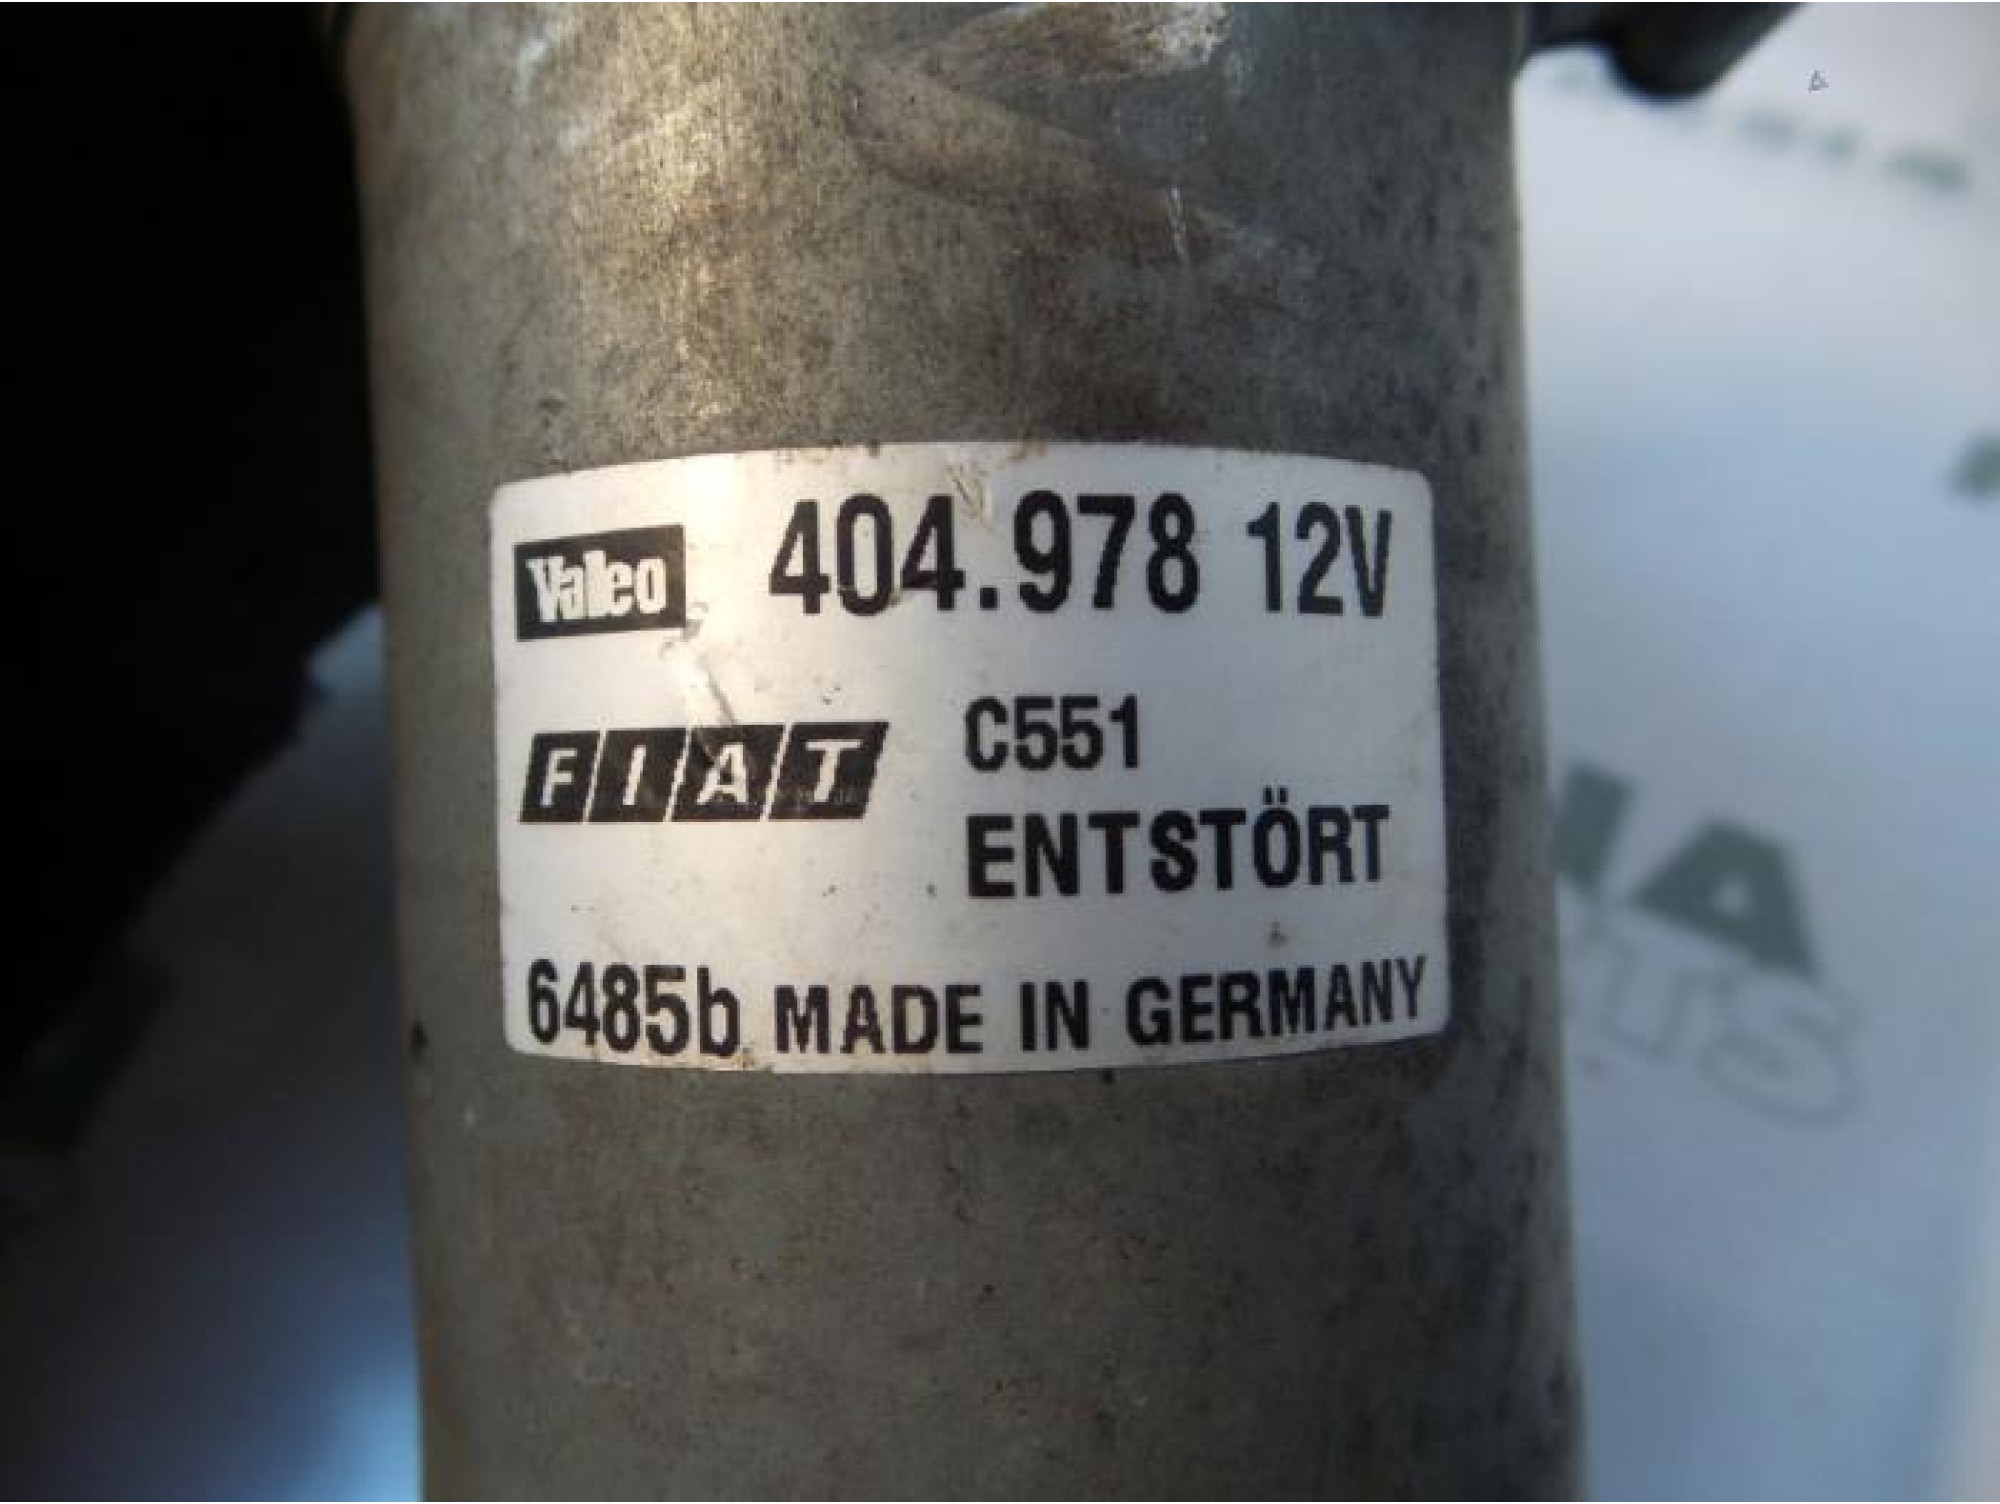 Valeo 404.978 12V
FIAT C551
ENTSTÖRT
6485b MADE IN GERMANY